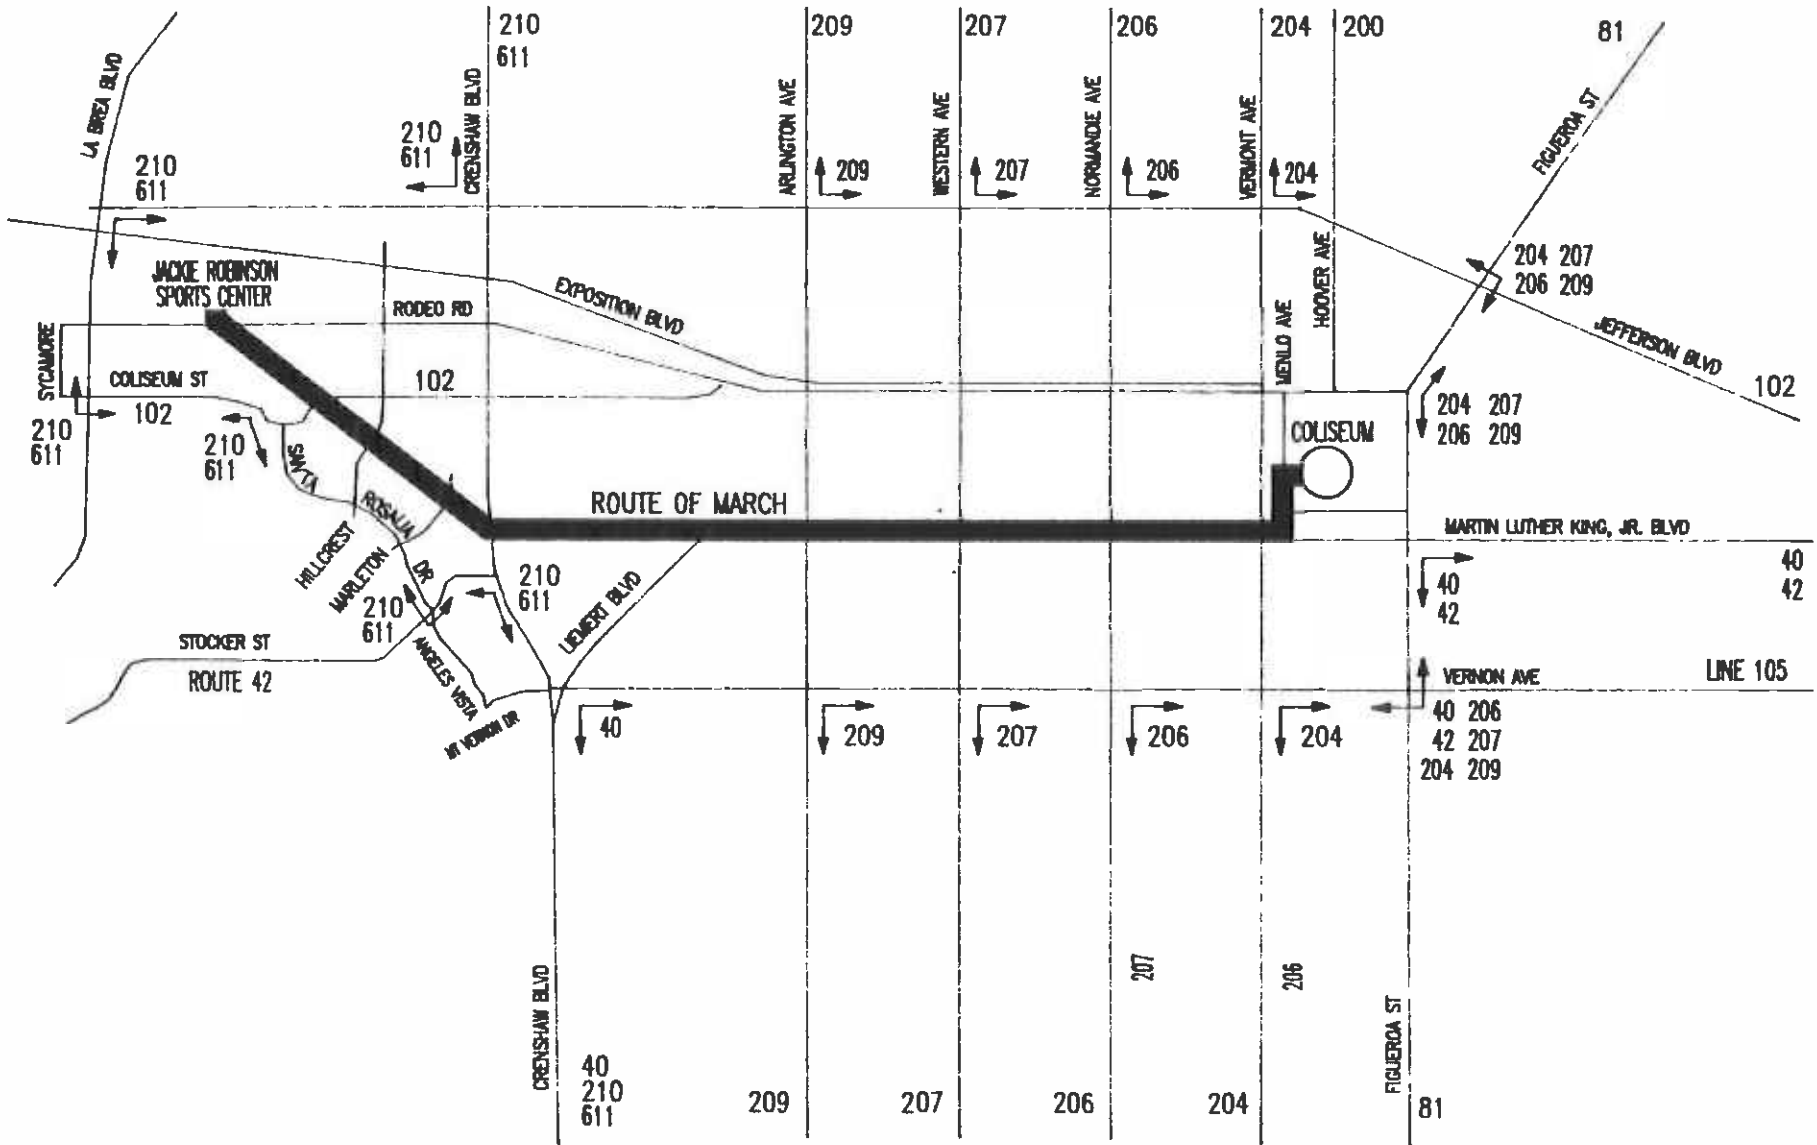 210
611
209
207
206
204
200
81
LA BREA BLVD
CRENSHAW BLVD
ARLINGTON AVE
WESTERN AVE
NORMANDIE AVE
VERMONT AVE
FIGUEROA ST
210
611
210
611
209
207
206
204
HOOVER AVE
204 207
206 209
JACKIE ROBINSON
SPORTS CENTER
EXPOSITION BLVD
RODEO RD
MENLO AVE
JEFFERSON BLVD
102
SYCAMORE
COLISEUM ST
102
102
210
611
210
611
204 207
206 209
COLISEUM
SANTA
ROSALIA
DR
ROUTE OF MARCH
MARTIN LUTHER KING, JR. BLVD
40
42
40
42
HILLCREST
MARLETON
210
611
210
611
LIEMERT BLVD
STOCKER ST
ROUTE 42
ANGELES VISTA
MT VERNON DR
VERNON AVE
LINE 105
40
209
207
206
204
40 206
42 207
204 209
207
206
CRENSHAW BLVD
FIGUEROA ST
40
210
611
209
207
206
204
81